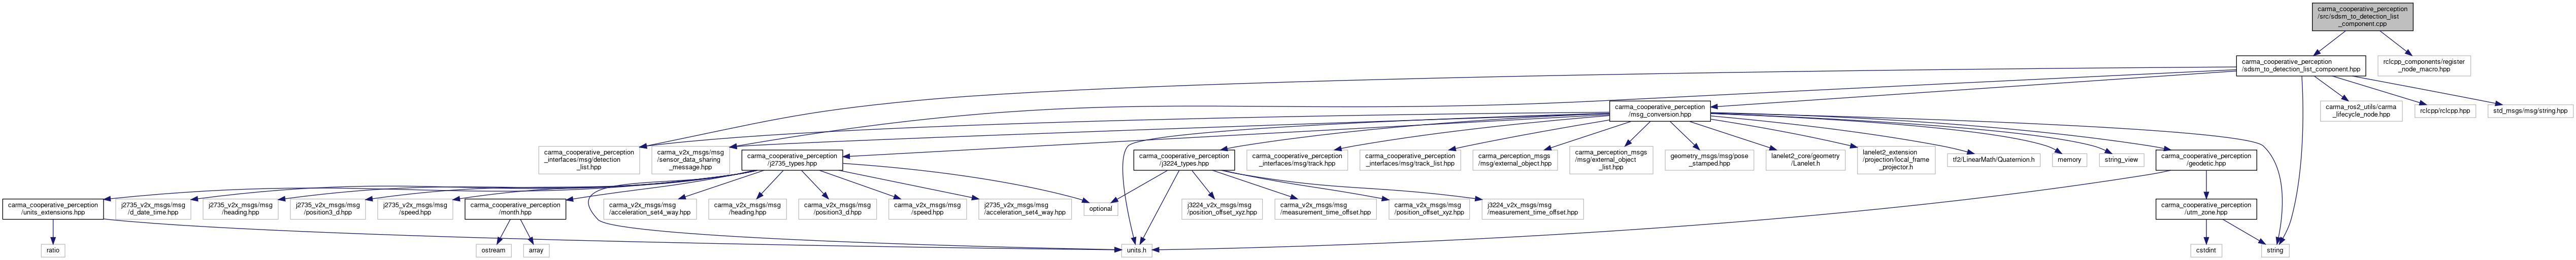 carma_cooperative_perception
/src/sdsm_to_detection_list
_component.cpp
carma_cooperative_perception
/sdsm_to_detection_list_component.hpp
rclcpp_components/register
_node_macro.hpp
carma_cooperative_perception
/msg_conversion.hpp
carma_ros2_utils/carma
_lifecycle_node.hpp
rclcpp/rclcpp.hpp
std_msgs/msg/string.hpp
carma_cooperative_perception
_interfaces/msg/detection
_list.hpp
carma_v2x_msgs/msg
/sensor_data_sharing
_message.hpp
carma_cooperative_perception
/j2735_types.hpp
carma_cooperative_perception
/j3224_types.hpp
carma_cooperative_perception
_interfaces/msg/track.hpp
carma_cooperative_perception
_interfaces/msg/track_list.hpp
carma_perception_msgs
/msg/external_object.hpp
carma_perception_msgs
/msg/external_object
_list.hpp
geometry_msgs/msg/pose
_stamped.hpp
lanelet2_core/geometry
/Lanelet.h
lanelet2_extension
/projection/local_frame
_projector.h
tf2/LinearMath/Quaternion.h
memory
string_view
carma_cooperative_perception
/geodetic.hpp
carma_cooperative_perception
/units_extensions.hpp
j2735_v2x_msgs/msg
/d_date_time.hpp
j2735_v2x_msgs/msg
/heading.hpp
j2735_v2x_msgs/msg
/position3_d.hpp
j2735_v2x_msgs/msg
/speed.hpp
carma_cooperative_perception
/month.hpp
carma_v2x_msgs/msg
/acceleration_set4_way.hpp
carma_v2x_msgs/msg
/heading.hpp
carma_v2x_msgs/msg
/position3_d.hpp
carma_v2x_msgs/msg
/speed.hpp
j2735_v2x_msgs/msg
/acceleration_set4_way.hpp
optional
j3224_v2x_msgs/msg
/position_offset_xyz.hpp
carma_v2x_msgs/msg
/measurement_time_offset.hpp
carma_v2x_msgs/msg
/position_offset_xyz.hpp
j3224_v2x_msgs/msg
/measurement_time_offset.hpp
carma_cooperative_perception
/utm_zone.hpp
ratio
ostream
array
units.h
cstdint
string